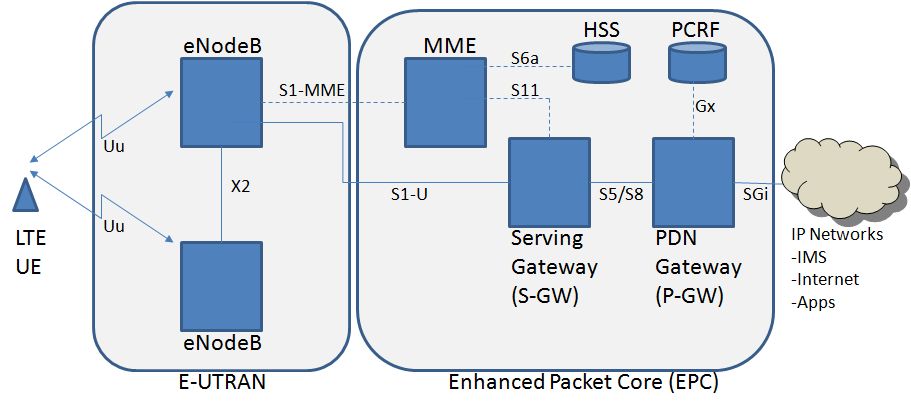 eNodeB
MME
HSS
PCRF
S6a
S11
S1-MME
Gx
Uu
X2
S1-U
S5/S8
SGi
Uu
LTE
UE
Serving
Gateway
(S-GW)
PDN
Gateway
(P-GW)
IP Networks
-IMS
-Internet
-Apps
eNodeB
E-UTRAN
Enhanced Packet Core (EPC)